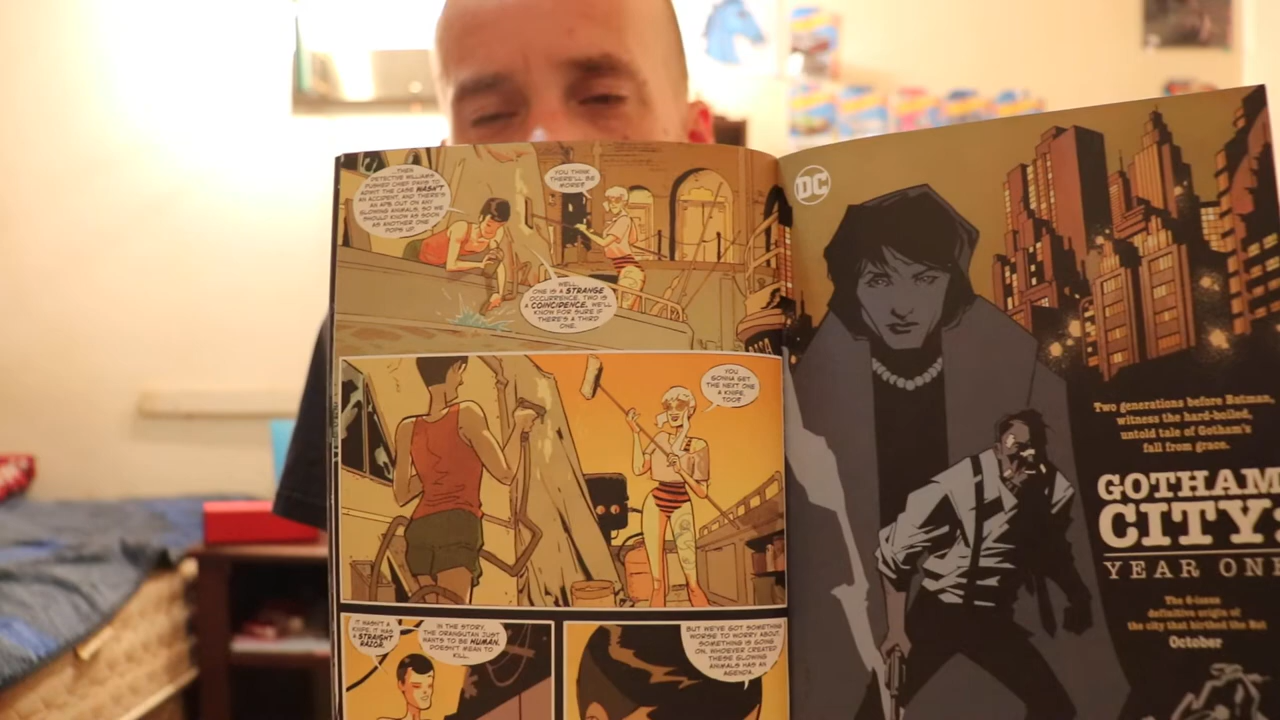 ...THEN
DETECTIVE WILLIAMS
PUSHED CHIEF DAVIS TO
ADMIT THE CASE WASN'T
AN ACCIDENT, AND THERE'S
AN APB OUT ON ANY
GLOWING ANIMALS, SO WE
SHOULD KNOW AS SOON
AS ANOTHER ONE
POPS UP.
YOU THINK
THERE'LL BE
MORE?
WELL,
ONE IS A STRANGE
OCCURRENCE. TWO IS
A COINCIDENCE. WE'LL
KNOW FOR SURE IF
THERE'S A THIRD
ONE.
YOU
GONNA GET
THE NEXT ONE
A KNIFE,
TOO?
IT WASN'T A
KNIFE. IT WAS
A STRAIGHT
RAZOR.
IN THE STORY,
THE ORANGUTAN JUST
WANTS TO BE HUMAN.
DOESN'T MEAN TO
KILL.
BUT WE'VE GOT SOMETHING
WORSE TO WORRY ABOUT.
SOMETHING IS GOING
ON. WHOEVER CREATED
THESE GLOWING
ANIMALS HAS AN
AGENDA.
DC
Two generations before Batman,
witness the hard-boiled,
untold tale of Gotham's
fall from grace.
GOTHAM
CITY:
YEAR ONE
The 6-issue
definitive origin of
the city that birthed the Bat
October